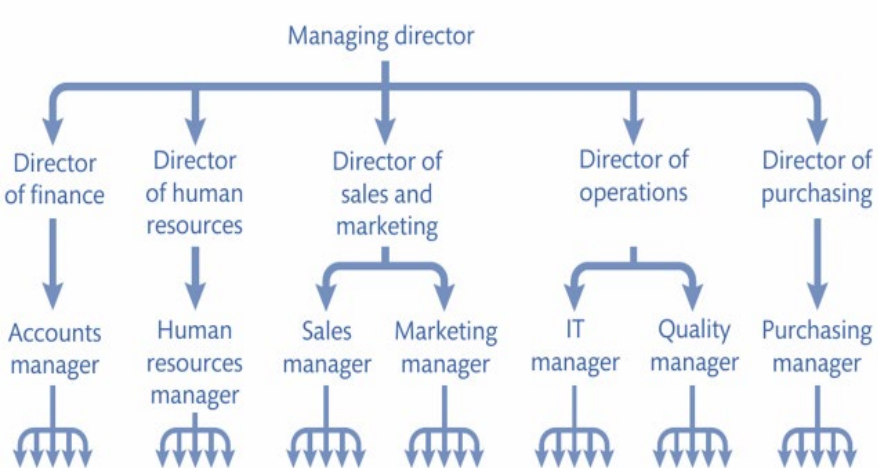 Managing director
Director
of finance
Director
of human
resources
Director of
sales and
marketing
Director of
operations
Director of
purchasing
Accounts
manager
Human
resources
manager
Sales
manager
Marketing
manager
IT
manager
Quality
manager
Purchasing
manager